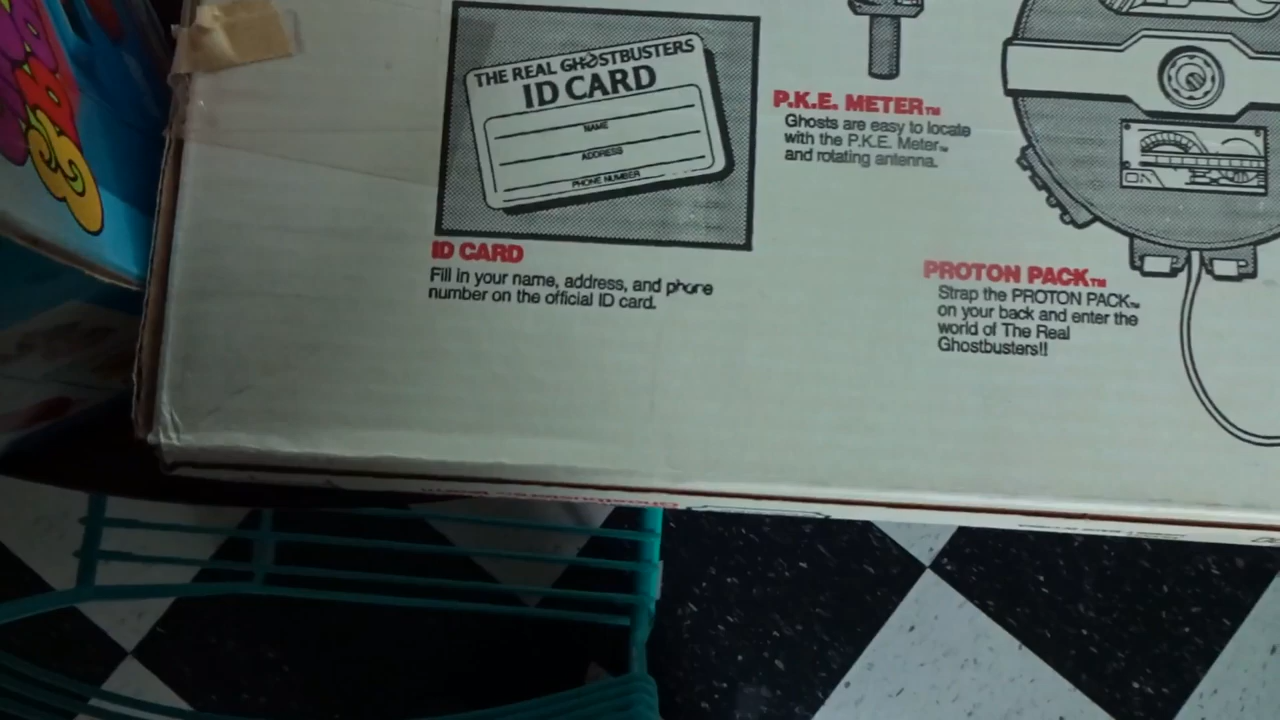 THE REAL GHOSTBUSTERS
ID CARD
NAME
ADDRESS
PHONE NUMBER
ID CARD
Fill in your name, address, and phone
number on the official ID card.
P.K.E. METER™
Ghosts are easy to locate
with the P.K.E. Meter™
and rotating antenna.
PROTON PACK™
Strap the PROTON PACK™
on your back and enter the
world of The Real
Ghostbusters!!